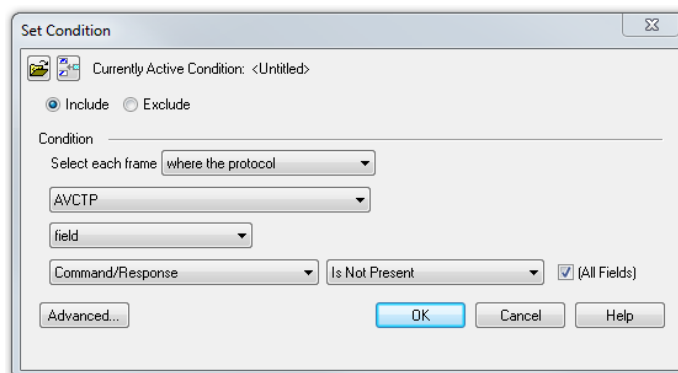 Set Condition
Currently Active Condition: <Untitled>
Include Exclude
Condition
Select each frame where the protocol
AVCTP
field
Command/Response Is Not Present (All Fields)
Advanced... OK Cancel Help